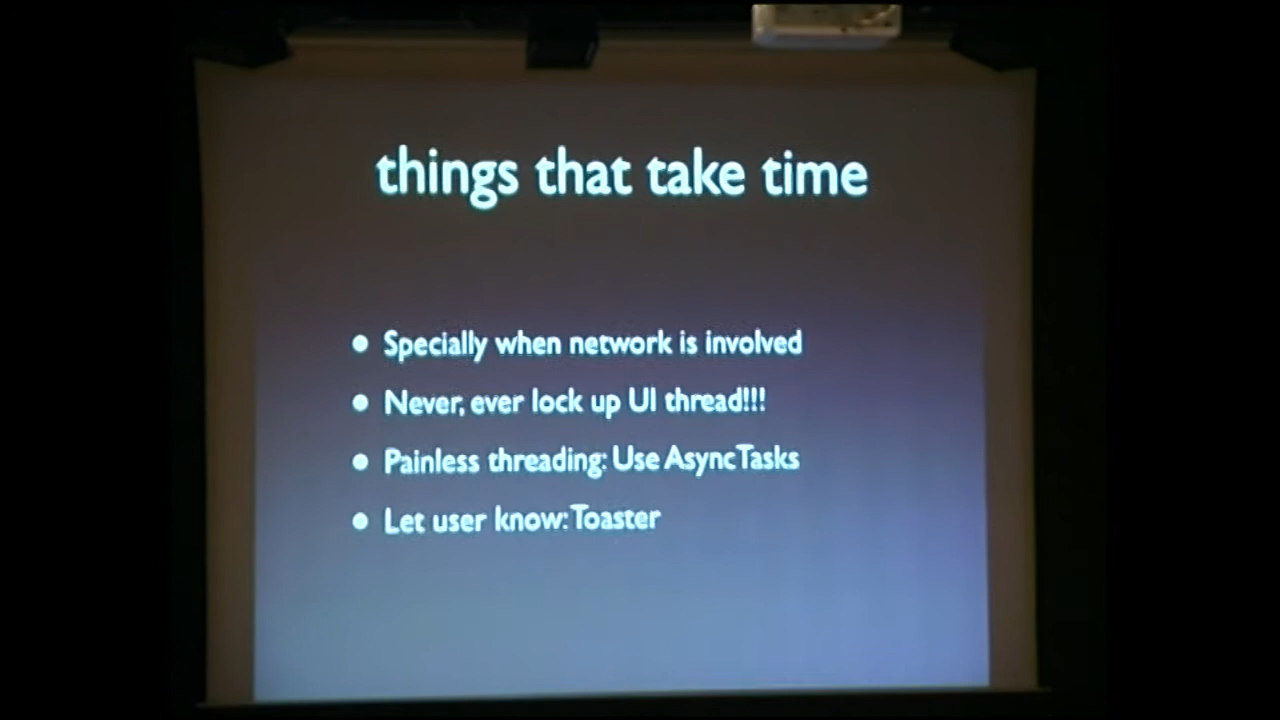 things that take time
• Specially when network is involved
• Never, ever lock up UI thread!!!
• Painless threading: Use AsyncTasks
• Let user know: Toaster